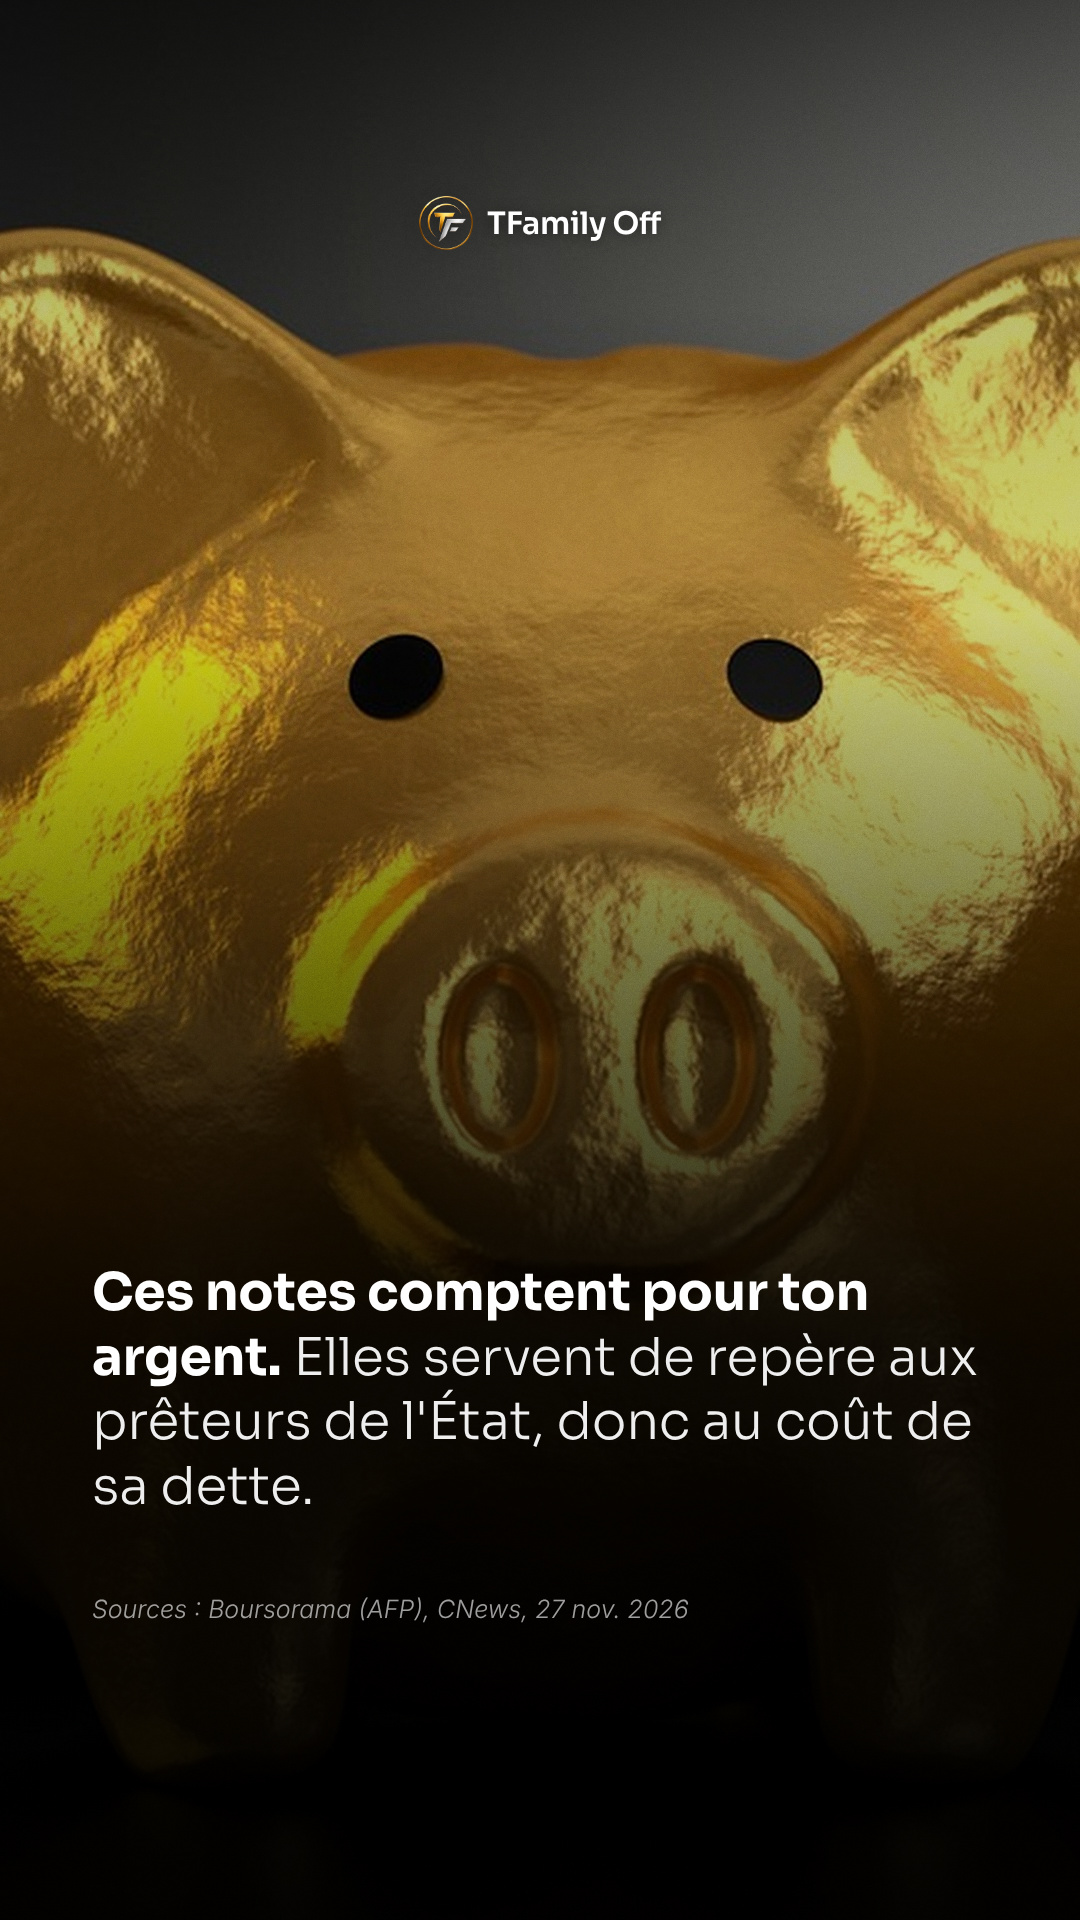 TFamily Off
Ces notes comptent pour ton
argent. Elles servent de repère aux
prêteurs de l'État, donc au coût de
sa dette.
Sources : Boursorama (AFP), CNews, 27 nov. 2026